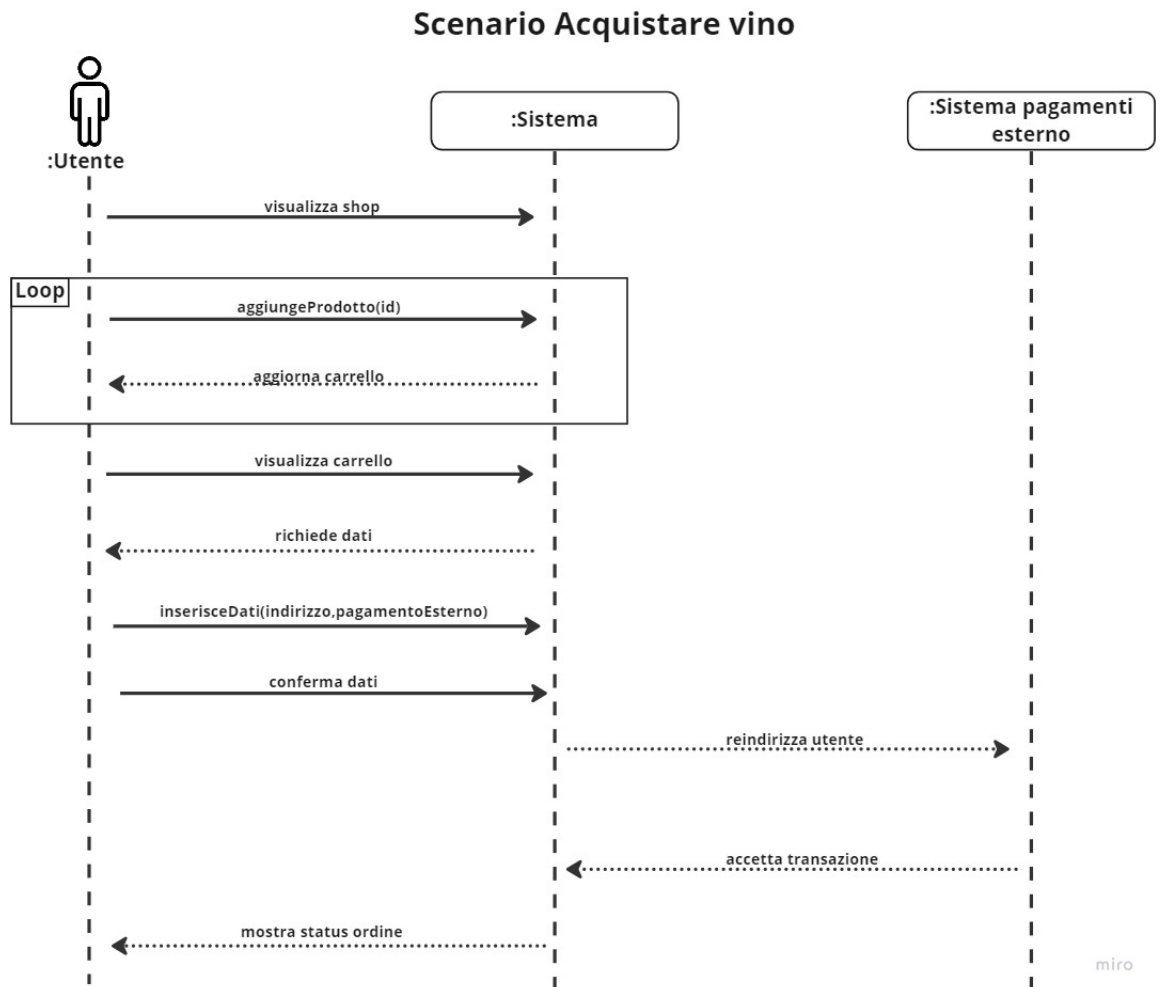 Scenario Acquistare vino
:Utente
:Sistema
:Sistema pagamenti
esterno
visualizza shop
Loop
aggiungeProdotto(id)
aggiorna carrello
visualizza carrello
richiede dati
inserisceDati(indirizzo,pagamentoEsterno)
conferma dati
reindirizza utente
accetta transazione
mostra status ordine
miro